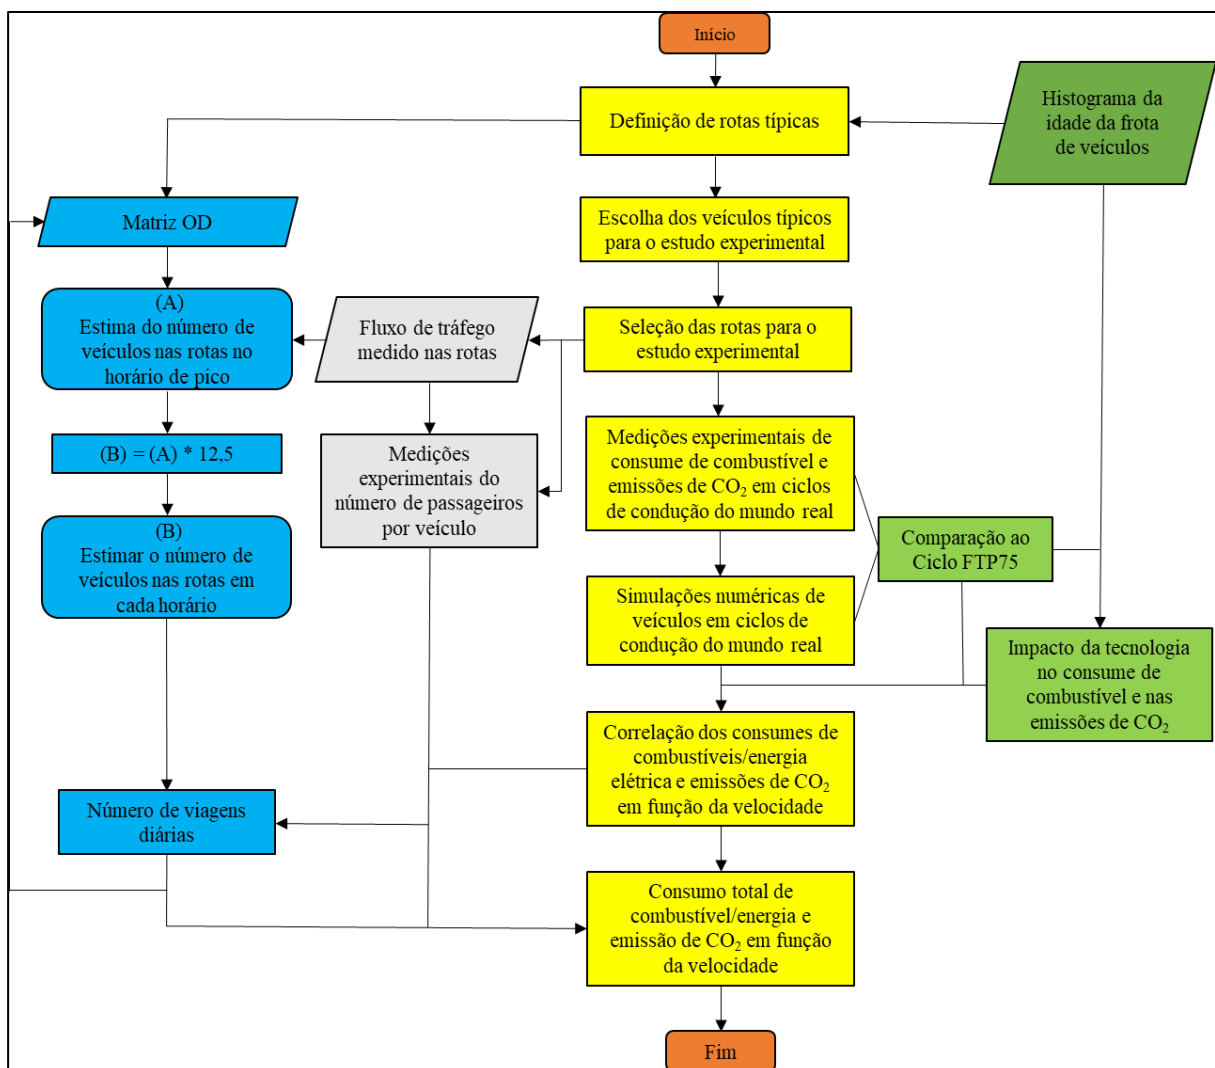 Início
Definição de rotas típicas
Histograma da
idade da frota
de veículos
Matriz OD
Escolha dos veículos típicos
para o estudo experimental
(A)
Estima do número de
veículos nas rotas no
horário de pico
Fluxo de tráfego
medido nas rotas
Seleção das rotas para o
estudo experimental
(B) = (A) * 12,5
Medições
experimentais do
número de passageiros
por veículo
Medições experimentais de
consume de combustível e
emissões de CO₂ em ciclos
de condução do mundo real
(B)
Estimar o número de
veículos nas rotas em
cada horário
Comparação ao
Ciclo FTP75
Simulações numéricas de
veículos em ciclos de
condução do mundo real
Impacto da tecnologia
no consume de
combustível e nas
emissões de CO₂
Correlação dos consumes de
combustíveis/energia
elétrica e emissões de CO₂
em função da velocidade
Número de viagens
diárias
Consumo total de
combustível/energia e
emissão de CO₂ em função
da velocidade
Fim